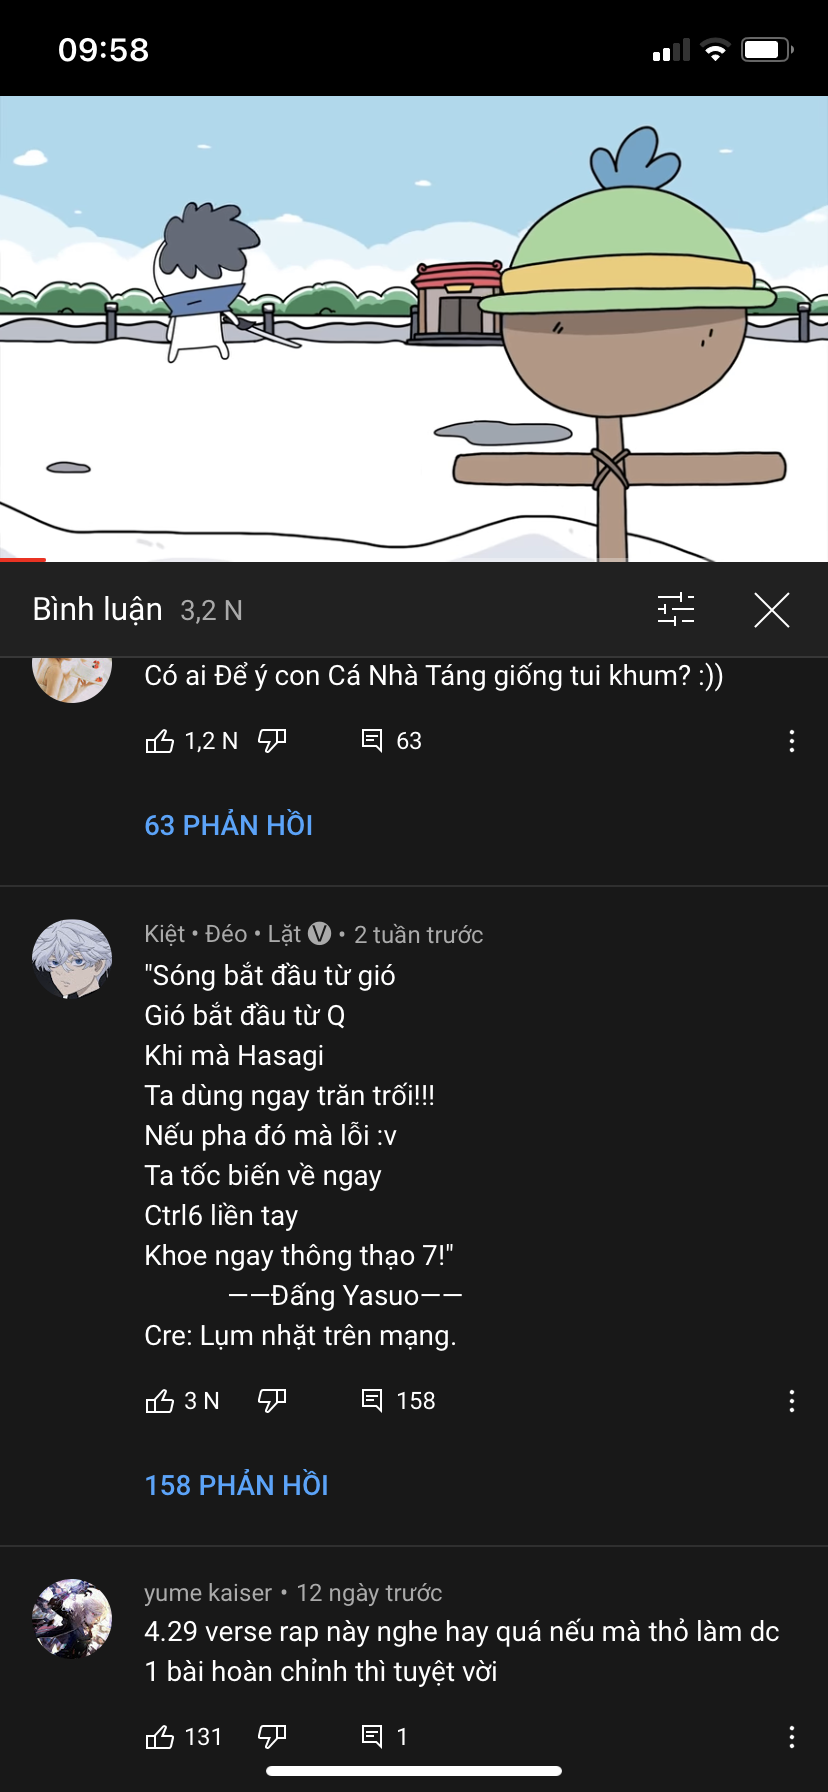 09:58
Bình luận 3,2 N
Có ai Để ý con Cá Nhà Táng giống tui khum? :))
1,2 N 63
63 PHẢN HỒI
Kiệt • Đéo • Lặt V • 2 tuần trước
"Sóng bắt đầu từ gió
Gió bắt đầu từ Q
Khi mà Hasagi
Ta dùng ngay trăn trối!!!
Nếu pha đó mà lỗi :v
Ta tốc biến về ngay
Ctrl6 liền tay
Khoe ngay thông thạo 7!"
——Đấng Yasuo——
Cre: Lụm nhặt trên mạng.
3 N 158
158 PHẢN HỒI
yume kaiser • 12 ngày trước
4.29 verse rap này nghe hay quá nếu mà thỏ làm dc
1 bài hoàn chỉnh thì tuyệt vời
131 1